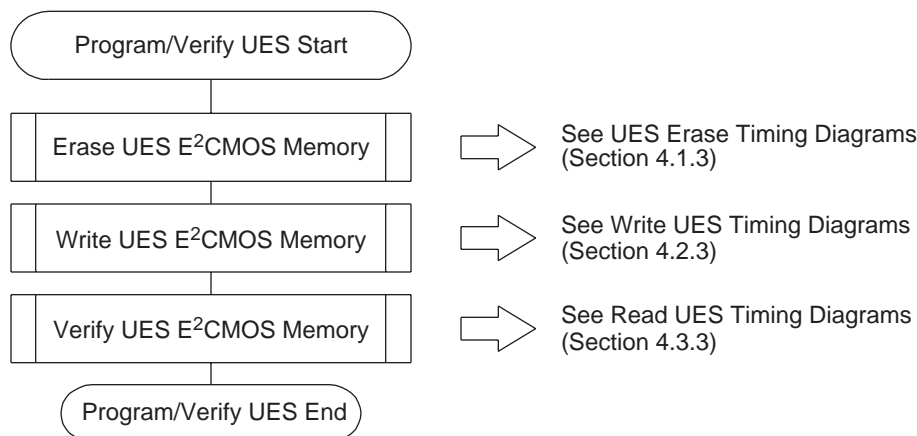 Program/Verify UES Start
Erase UES E²CMOS Memory
See UES Erase Timing Diagrams
(Section 4.1.3)
Write UES E²CMOS Memory
See Write UES Timing Diagrams
(Section 4.2.3)
Verify UES E²CMOS Memory
See Read UES Timing Diagrams
(Section 4.3.3)
Program/Verify UES End